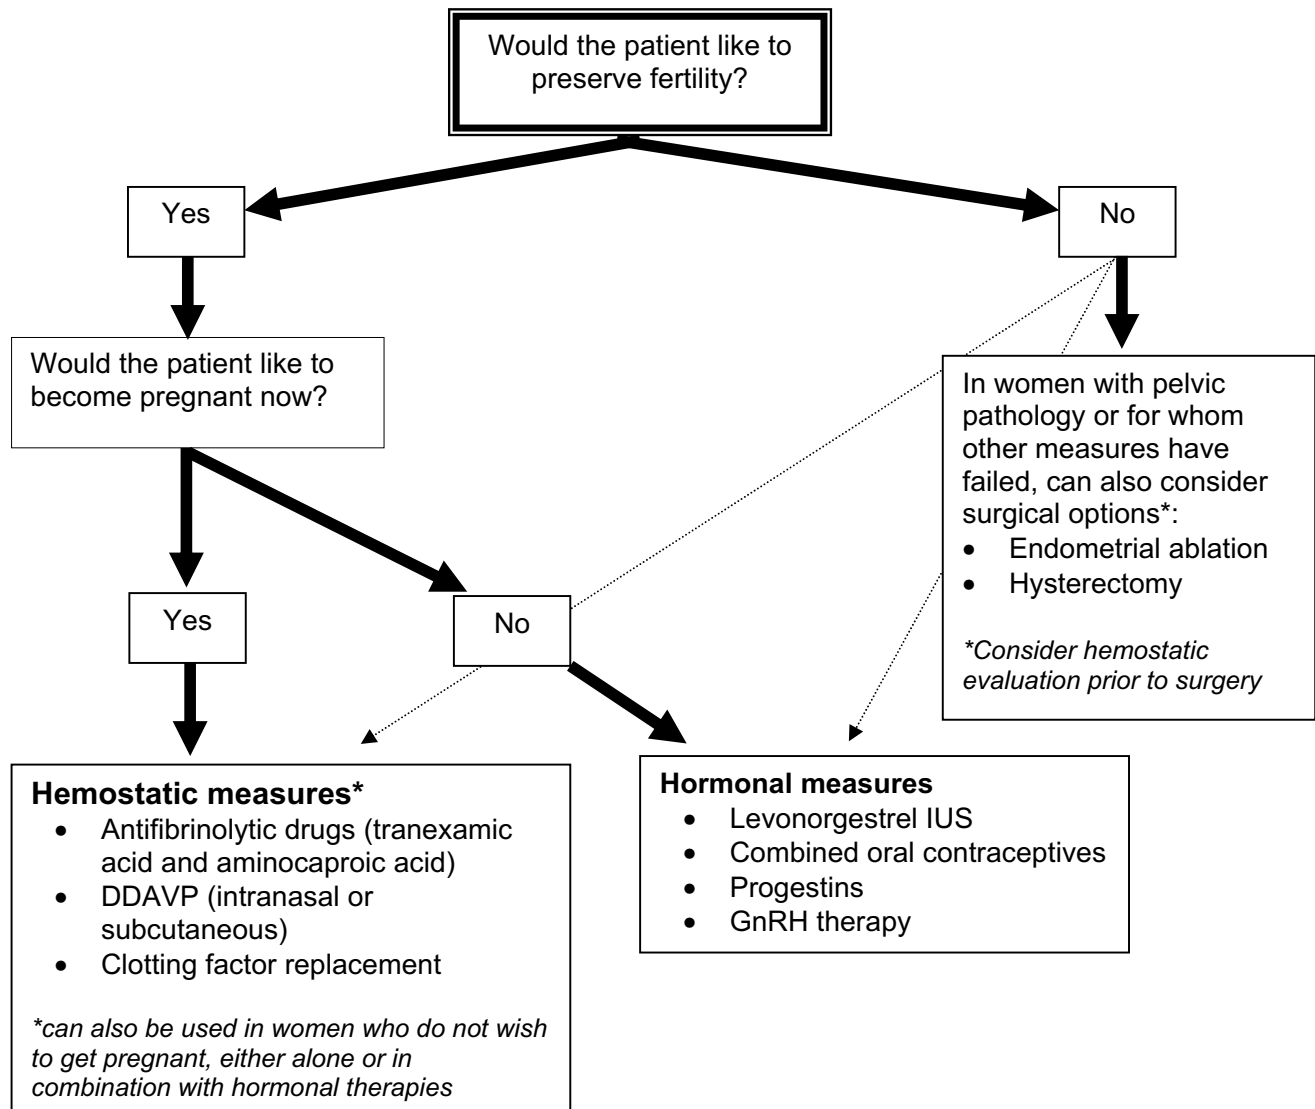 Would the patient like to
preserve fertility?
Yes
No
Would the patient like to
become pregnant now?
In women with pelvic
pathology or for whom
other measures have
failed, can also consider
surgical options*:
• Endometrial ablation
• Hysterectomy
*Consider hemostatic
evaluation prior to surgery
Yes
No
Hemostatic measures*
• Antifibrinolytic drugs (tranexamic
acid and aminocaproic acid)
• DDAVP (intranasal or
subcutaneous)
• Clotting factor replacement
*can also be used in women who do not wish
to get pregnant, either alone or in
combination with hormonal therapies
Hormonal measures
• Levonorgestrel IUS
• Combined oral contraceptives
• Progestins
• GnRH therapy